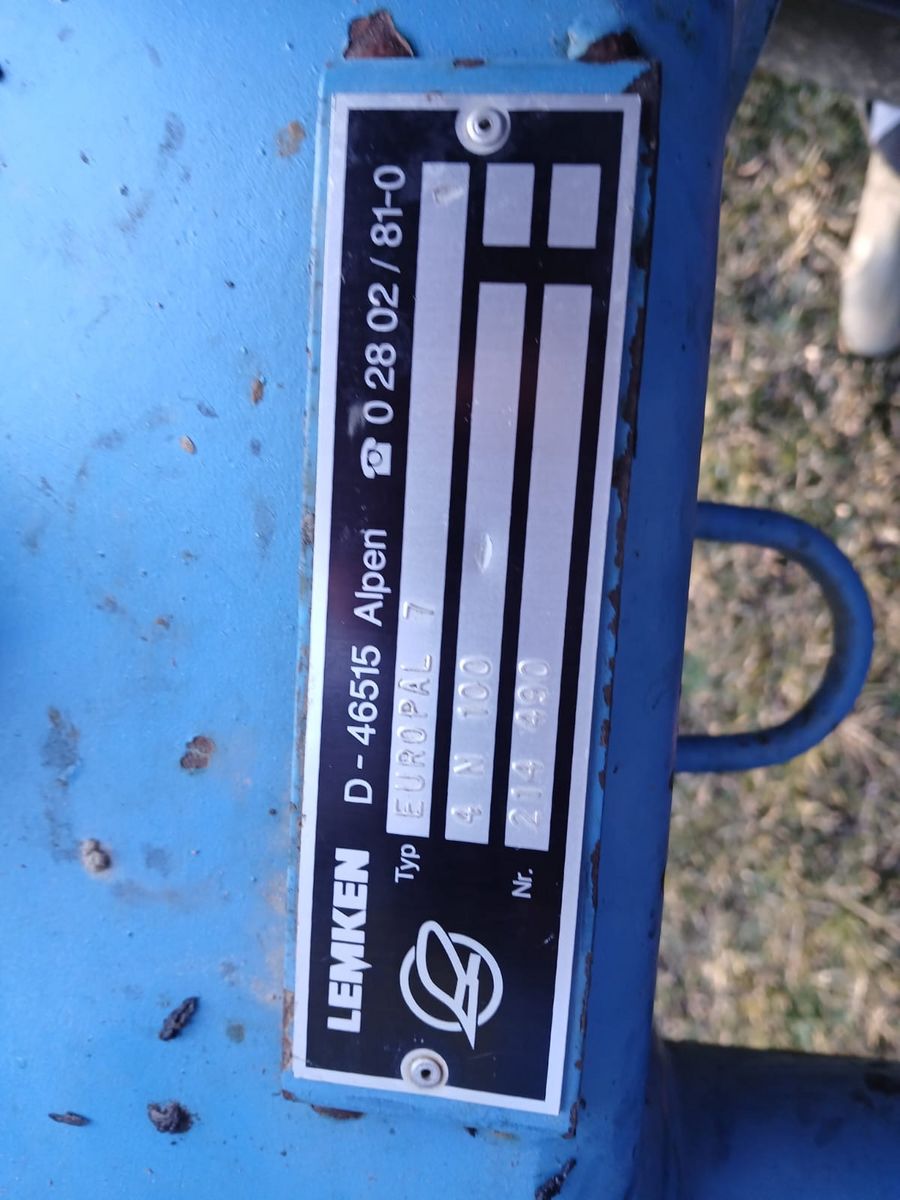 LEMKEN D - 46515 Alpen ☎ 0 28 02 / 81-0
Typ EUROPAL 7
4 N 100
Nr. 214 490